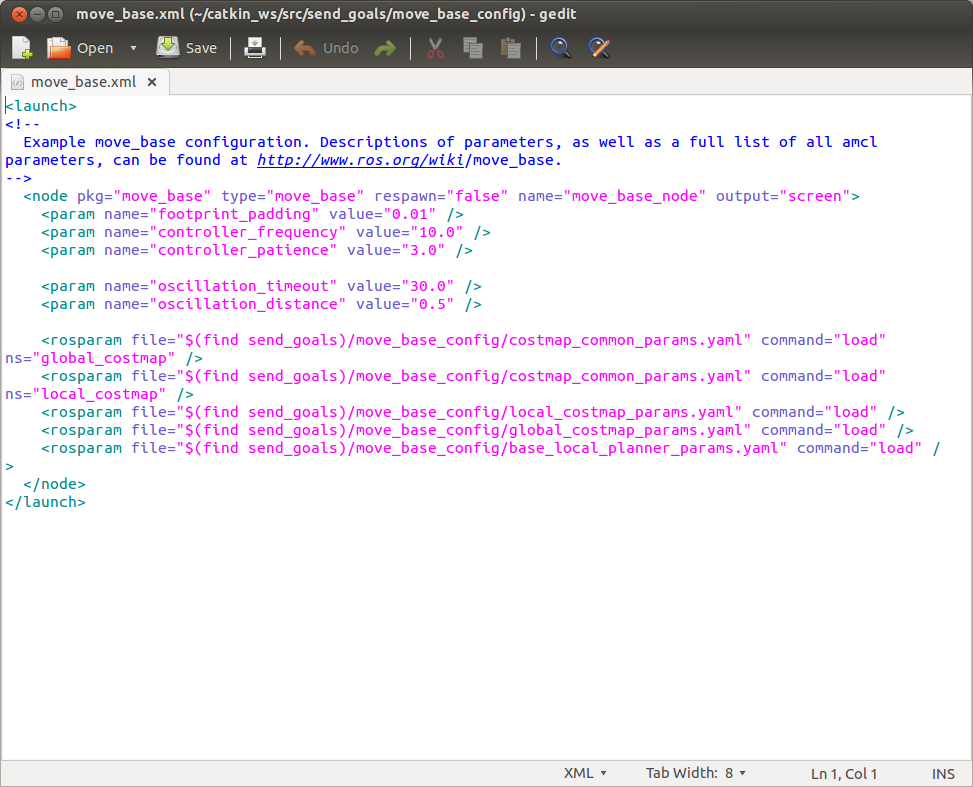 move_base.xml (~/catkin_ws/src/send_goals/move_base_config) - gedit
Open Save Undo
move_base.xml
<launch>
<!--
  Example move_base configuration. Descriptions of parameters, as well as a full list of all amcl
parameters, can be found at http://www.ros.org/wiki/move_base.
-->
  <node pkg="move_base" type="move_base" respawn="false" name="move_base_node" output="screen">
    <param name="footprint_padding" value="0.01" />
    <param name="controller_frequency" value="10.0" />
    <param name="controller_patience" value="3.0" />
    <param name="oscillation_timeout" value="30.0" />
    <param name="oscillation_distance" value="0.5" />
    <rosparam file="$(find send_goals)/move_base_config/costmap_common_params.yaml" command="load"
ns="global_costmap" />
    <rosparam file="$(find send_goals)/move_base_config/costmap_common_params.yaml" command="load"
ns="local_costmap" />
    <rosparam file="$(find send_goals)/move_base_config/local_costmap_params.yaml" command="load" />
    <rosparam file="$(find send_goals)/move_base_config/global_costmap_params.yaml" command="load" />
    <rosparam file="$(find send_goals)/move_base_config/base_local_planner_params.yaml" command="load" /
>
  </node>
</launch>
XML Tab Width: 8 Ln 1, Col 1 INS